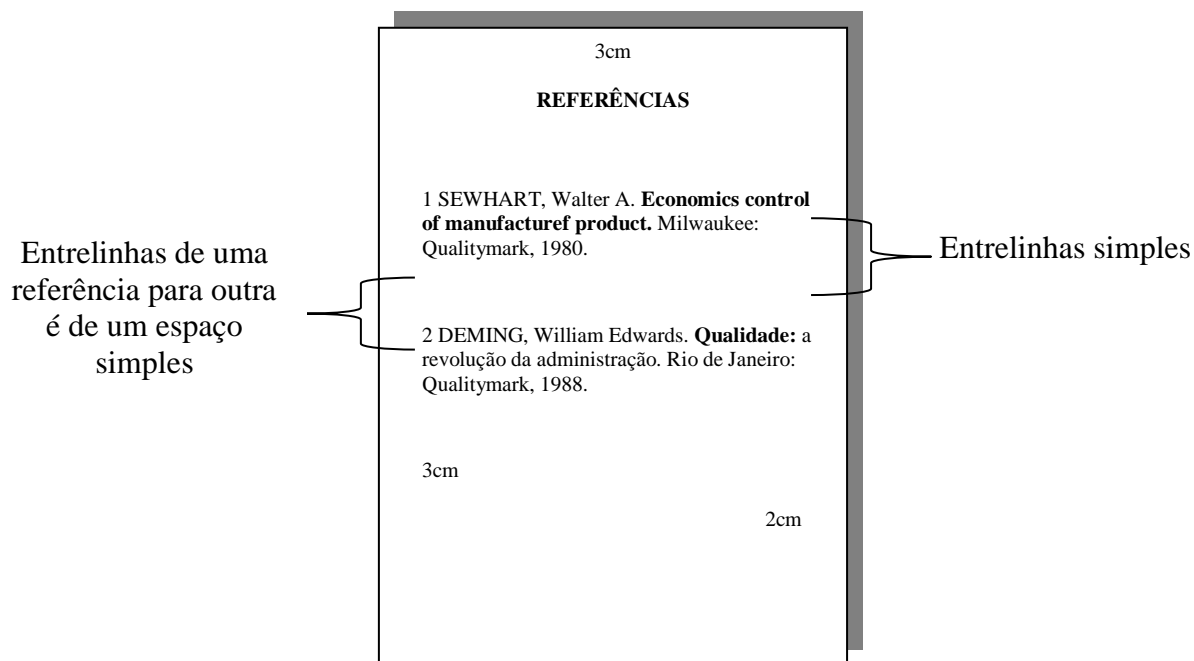 3cm
REFERÊNCIAS
1 SEWHART, Walter A. Economics control
of manufacturef product. Milwaukee:
Qualitymark, 1980.
Entrelinhas simples
Entrelinhas de uma
referência para outra
é de um espaço
simples
2 DEMING, William Edwards. Qualidade: a
revolução da administração. Rio de Janeiro:
Qualitymark, 1988.
3cm
2cm